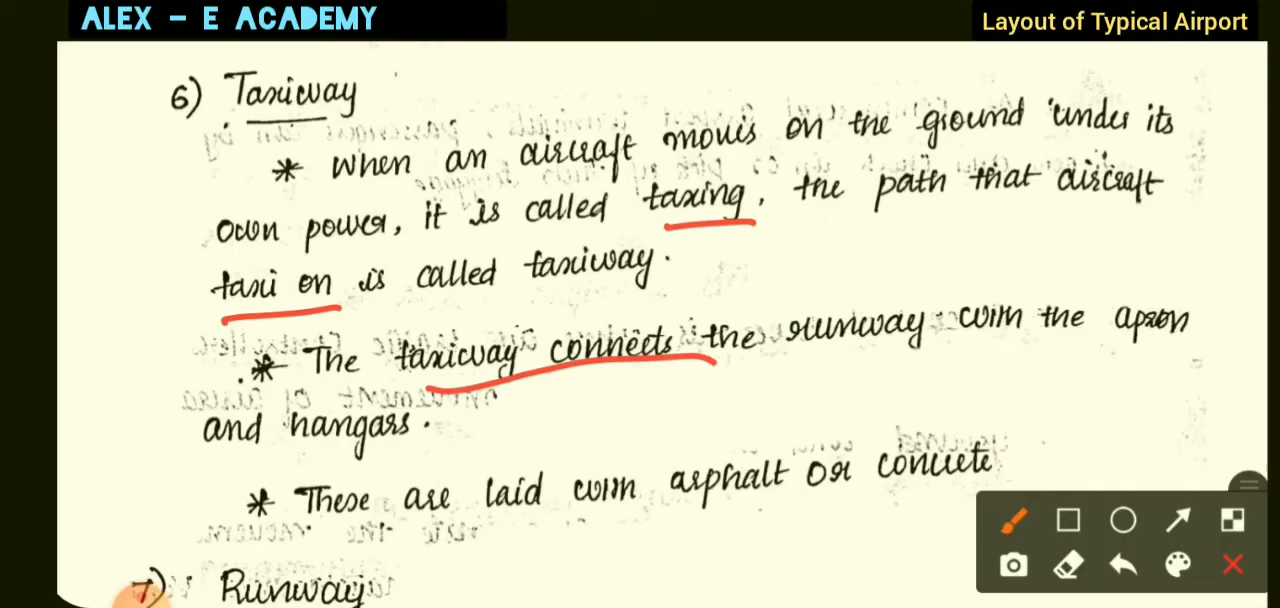 ALEX - E ACADEMY
Layout of Typical Airport
6) Taxiway
* When an aircraft moves on the ground under its
own power, it is called taxing, the path that aircraft
taxi on is called taxiway.
* The taxiway connects the runway with the apron
and hangars.
* These are laid with asphalt or concrete
7) Runway